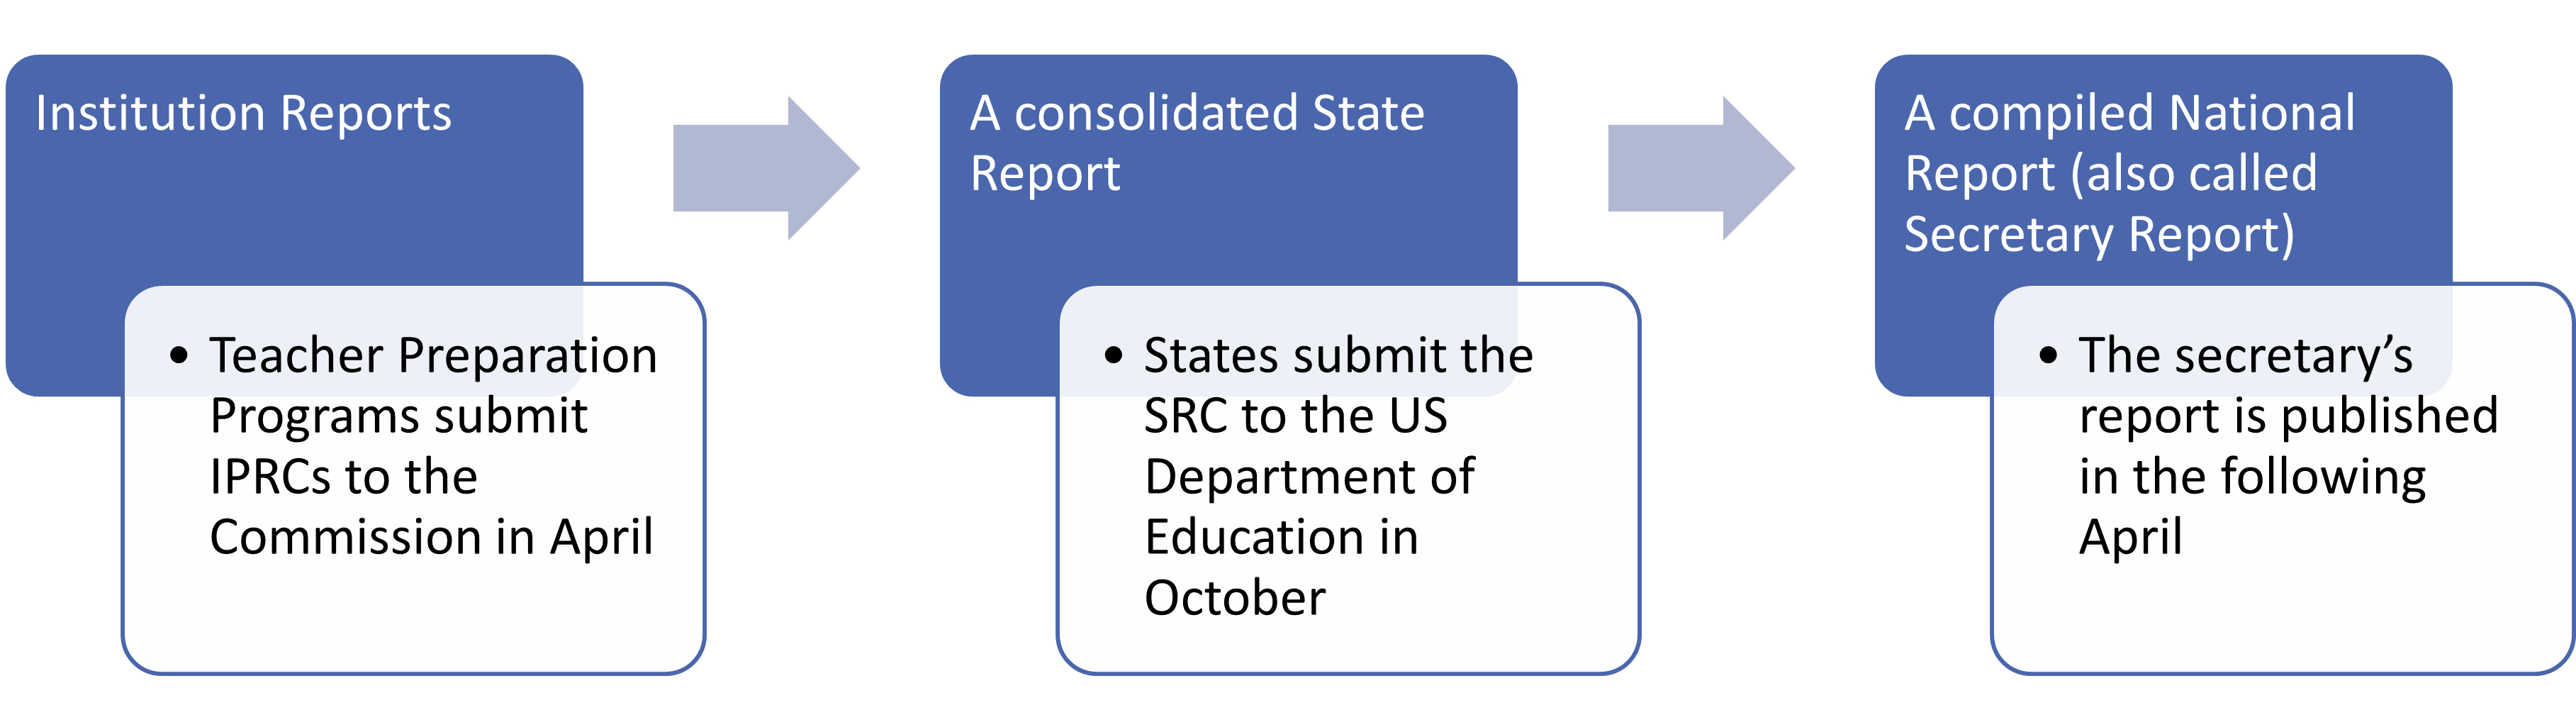 Institution Reports
• Teacher Preparation
Programs submit
IPRCs to the
Commission in April
A consolidated State
Report
• States submit the
SRC to the US
Department of
Education in
October
A compiled National
Report (also called
Secretary Report)
• The secretary’s
report is published
in the following
April